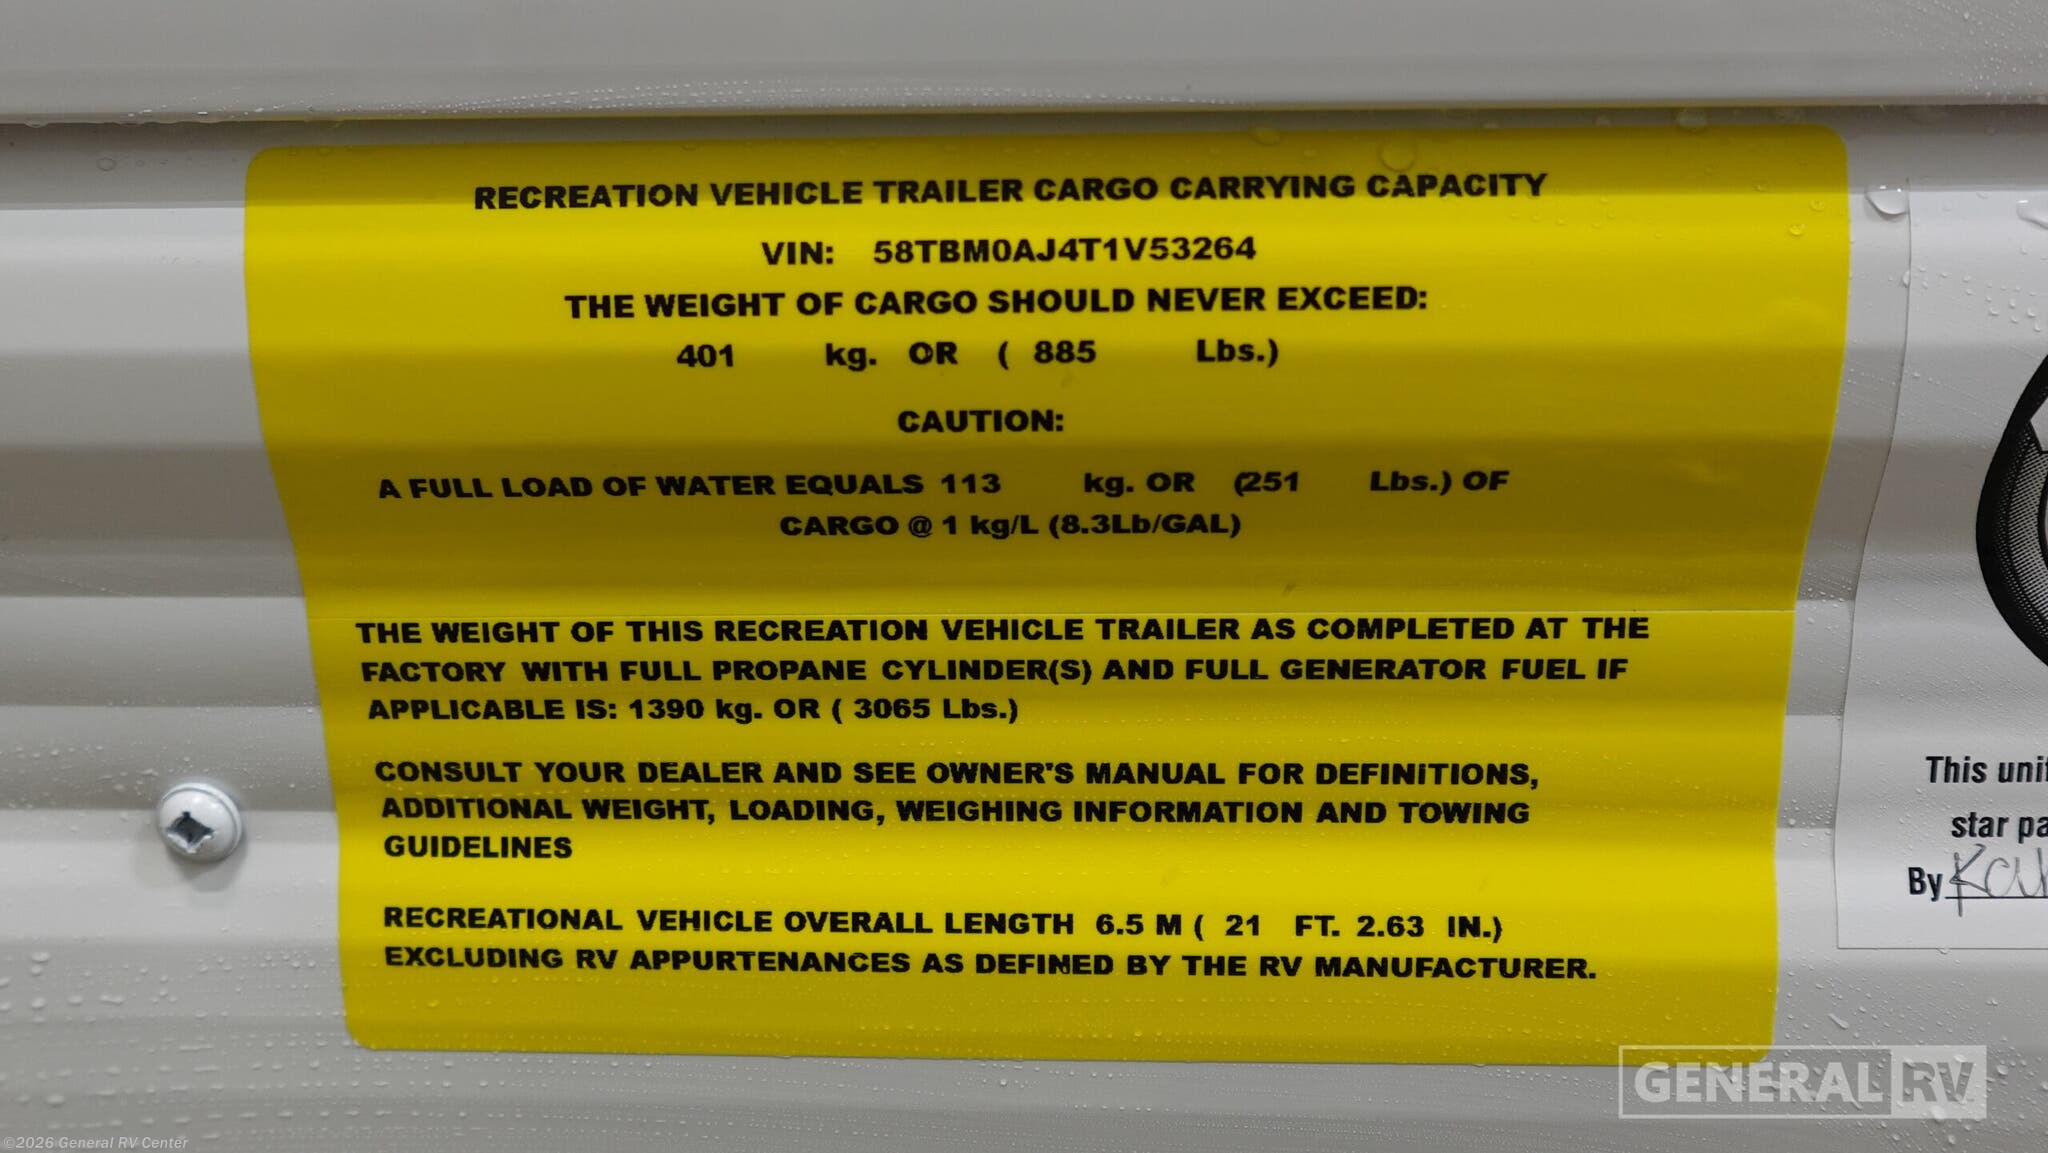 RECREATION VEHICLE TRAILER CARGO CARRYING CAPACITY
VIN: 58TBM0AJ4T1V53264
THE WEIGHT OF CARGO SHOULD NEVER EXCEED:
401 kg. OR ( 885 Lbs.)
CAUTION:
A FULL LOAD OF WATER EQUALS 113 kg. OR (251 Lbs.) OF
CARGO @ 1 kg/L (8.3Lb/GAL)
THE WEIGHT OF THIS RECREATION VEHICLE TRAILER AS COMPLETED AT THE
FACTORY WITH FULL PROPANE CYLINDER(S) AND FULL GENERATOR FUEL IF
APPLICABLE IS: 1390 kg. OR ( 3065 Lbs.)
CONSULT YOUR DEALER AND SEE OWNER'S MANUAL FOR DEFINITIONS,
ADDITIONAL WEIGHT, LOADING, WEIGHING INFORMATION AND TOWING
GUIDELINES
RECREATIONAL VEHICLE OVERALL LENGTH 6.5 M ( 21 FT. 2.63 IN.)
EXCLUDING RV APPURTENANCES AS DEFINED BY THE RV MANUFACTURER.
This unit
star pa
By
GENERAL RV
©2026 General RV Center